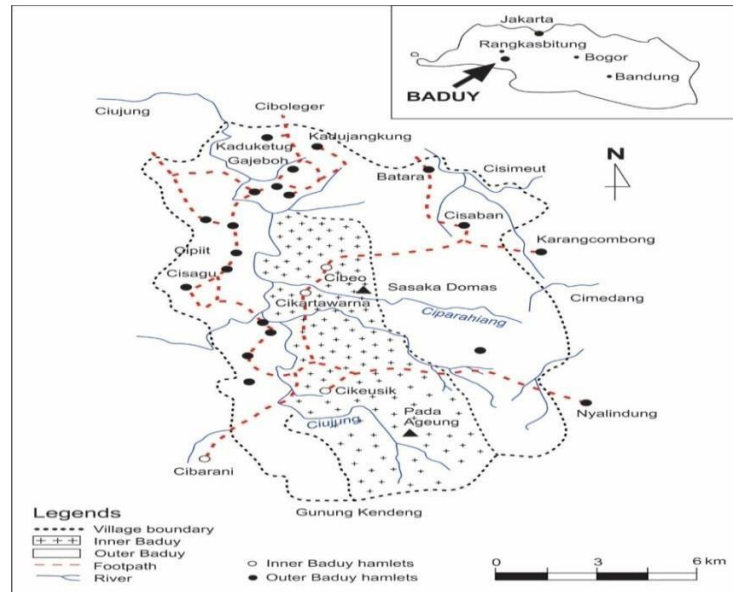 Jakarta
Rangkasbitung
Bogor
BADUY
Bandung
Ciujung
Ciboleger
Kaduketug
Kadujangkung
Gajeboh
Batara
Cisimeut
N
Cisaban
Karangcombong
Cipiit
Cibeo
Cisagu
Sasaka Domas
Cikartawarna
Cimedang
Ciparahiang
Cikeusik
Nyalindung
Pada
Ageung
Ciujung
Cibarani
Gunung Kendeng
Legends
Village boundary
Inner Baduy
Outer Baduy
Footpath
River
Inner Baduy hamlets
Outer Baduy hamlets
0 3 6 km